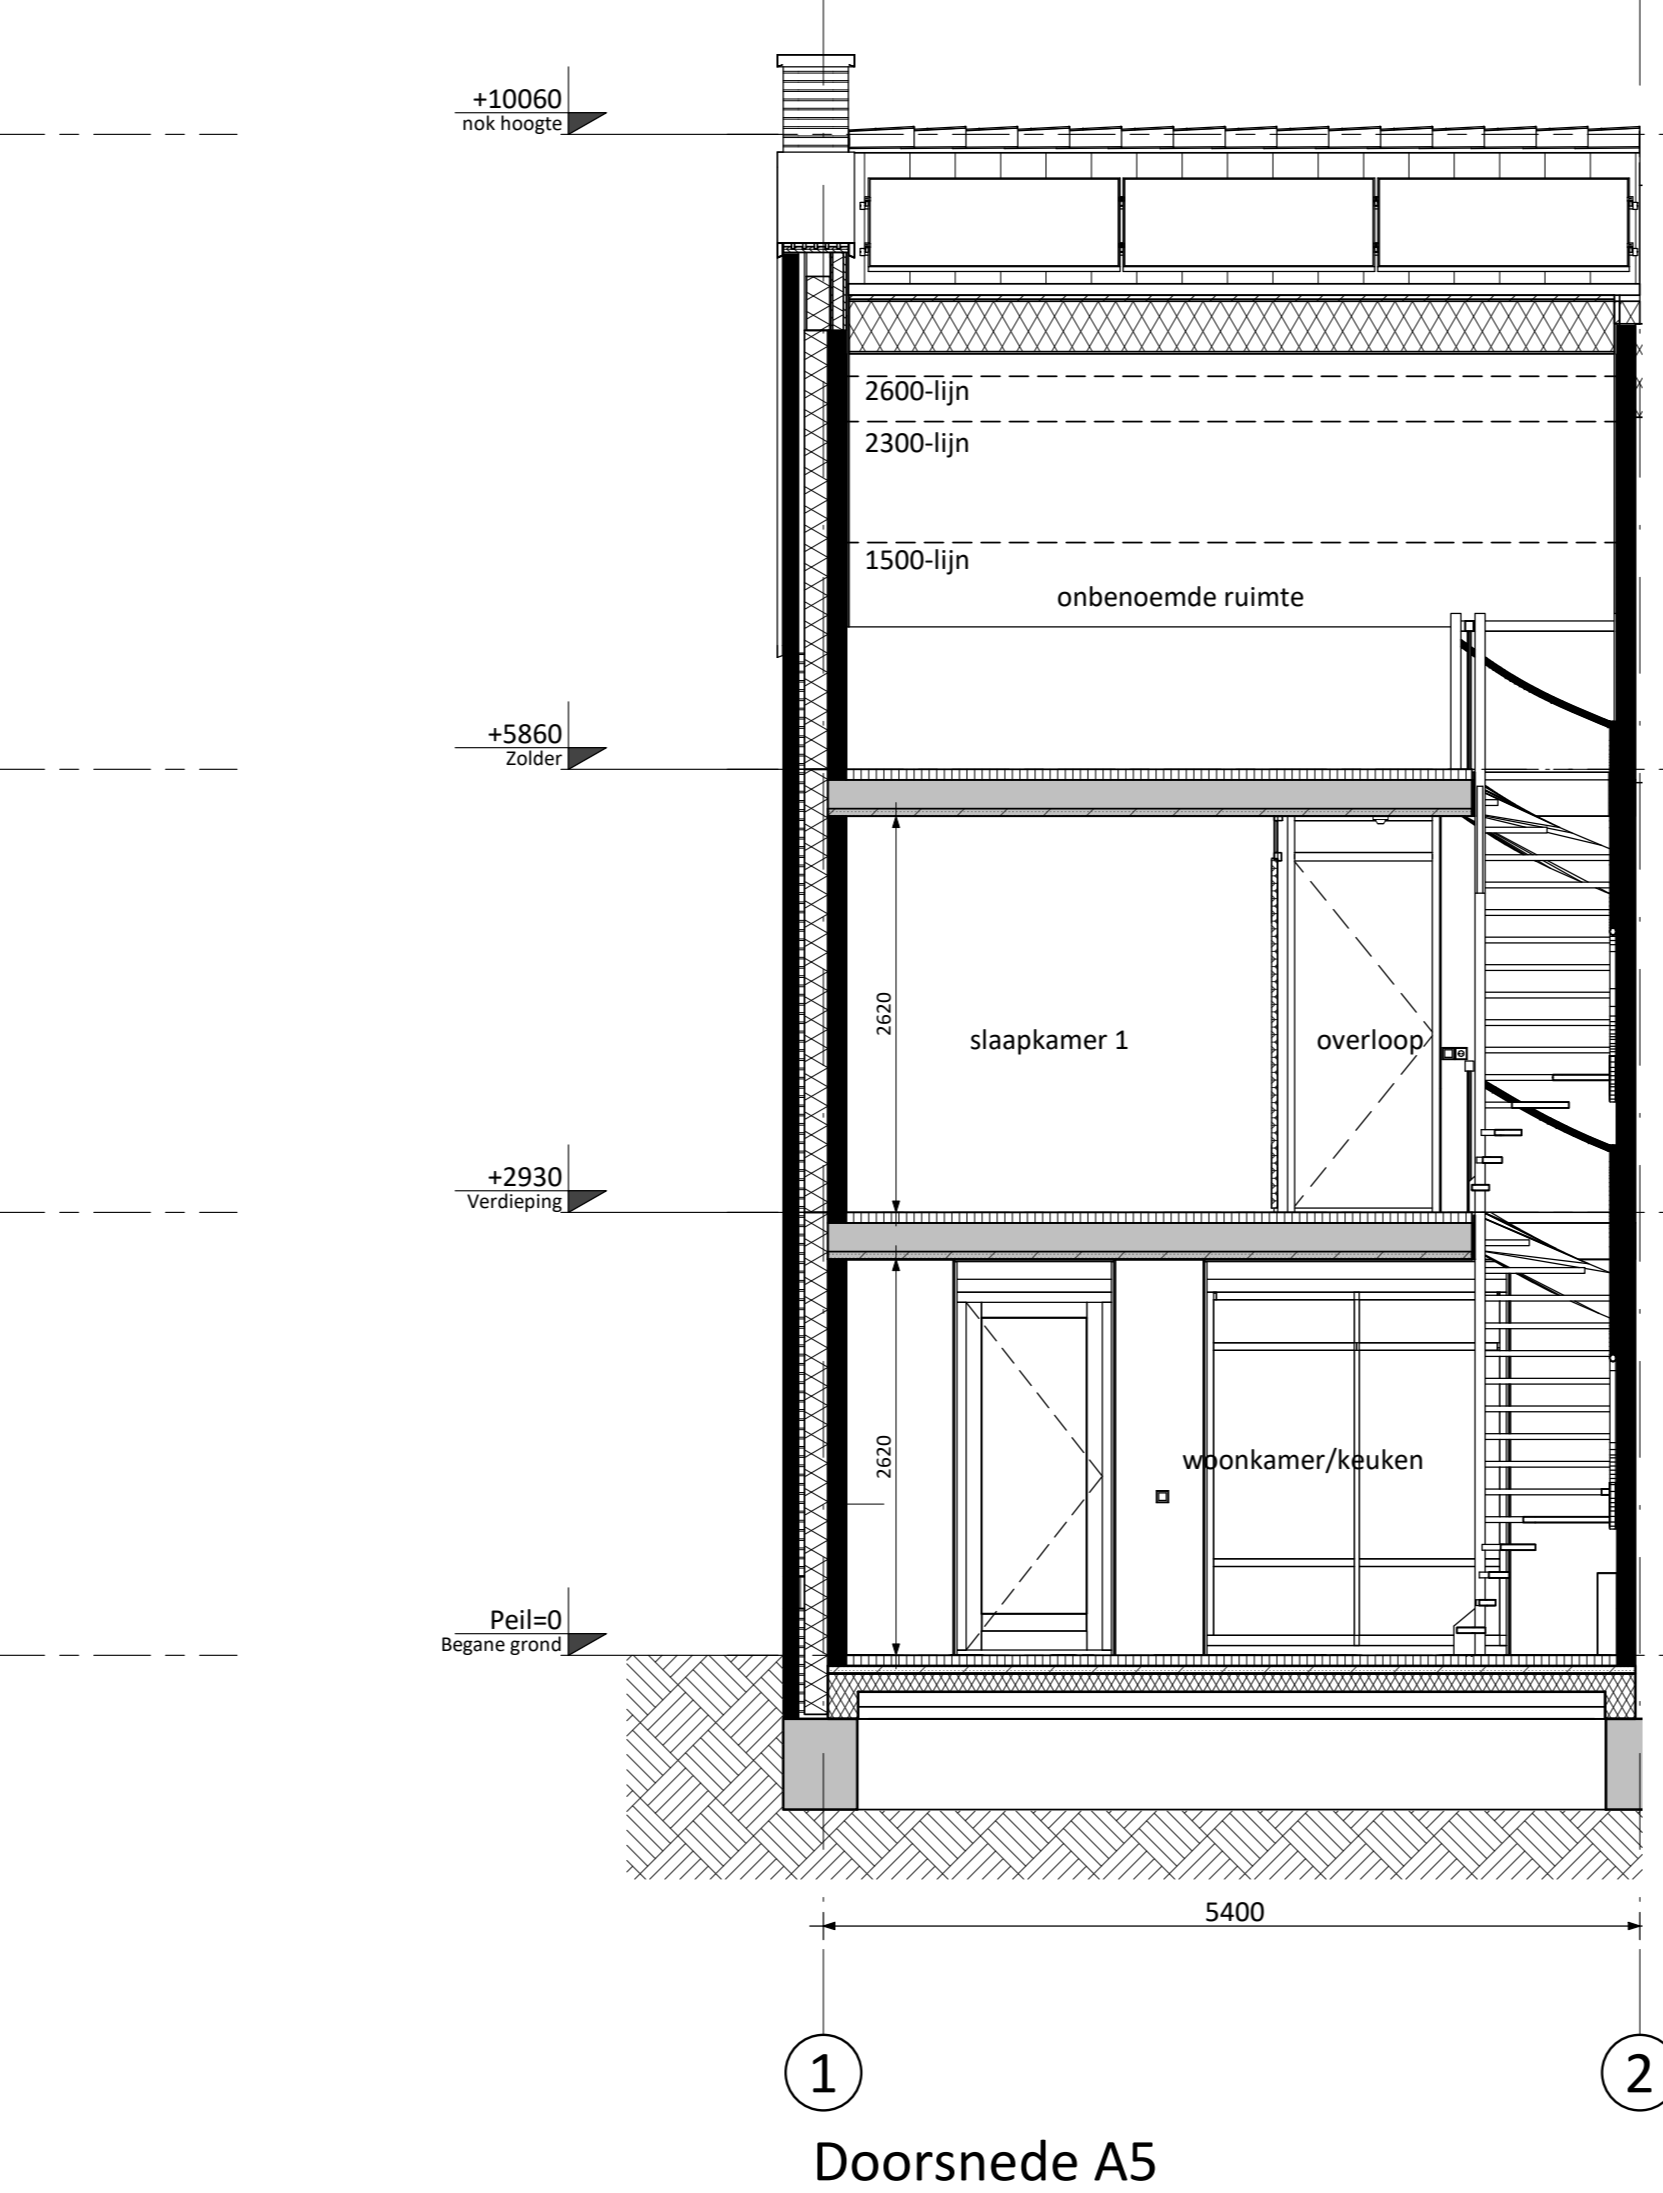 +10060
nok hoogte
2600-lijn
2300-lijn
1500-lijn
onbenoemde ruimte
+5860
Zolder
2620
slaapkamer 1
overloop
+2930
Verdieping
2620
woonkamer/keuken
Peil=0
Begane grond
5400
1
2
Doorsnede A5